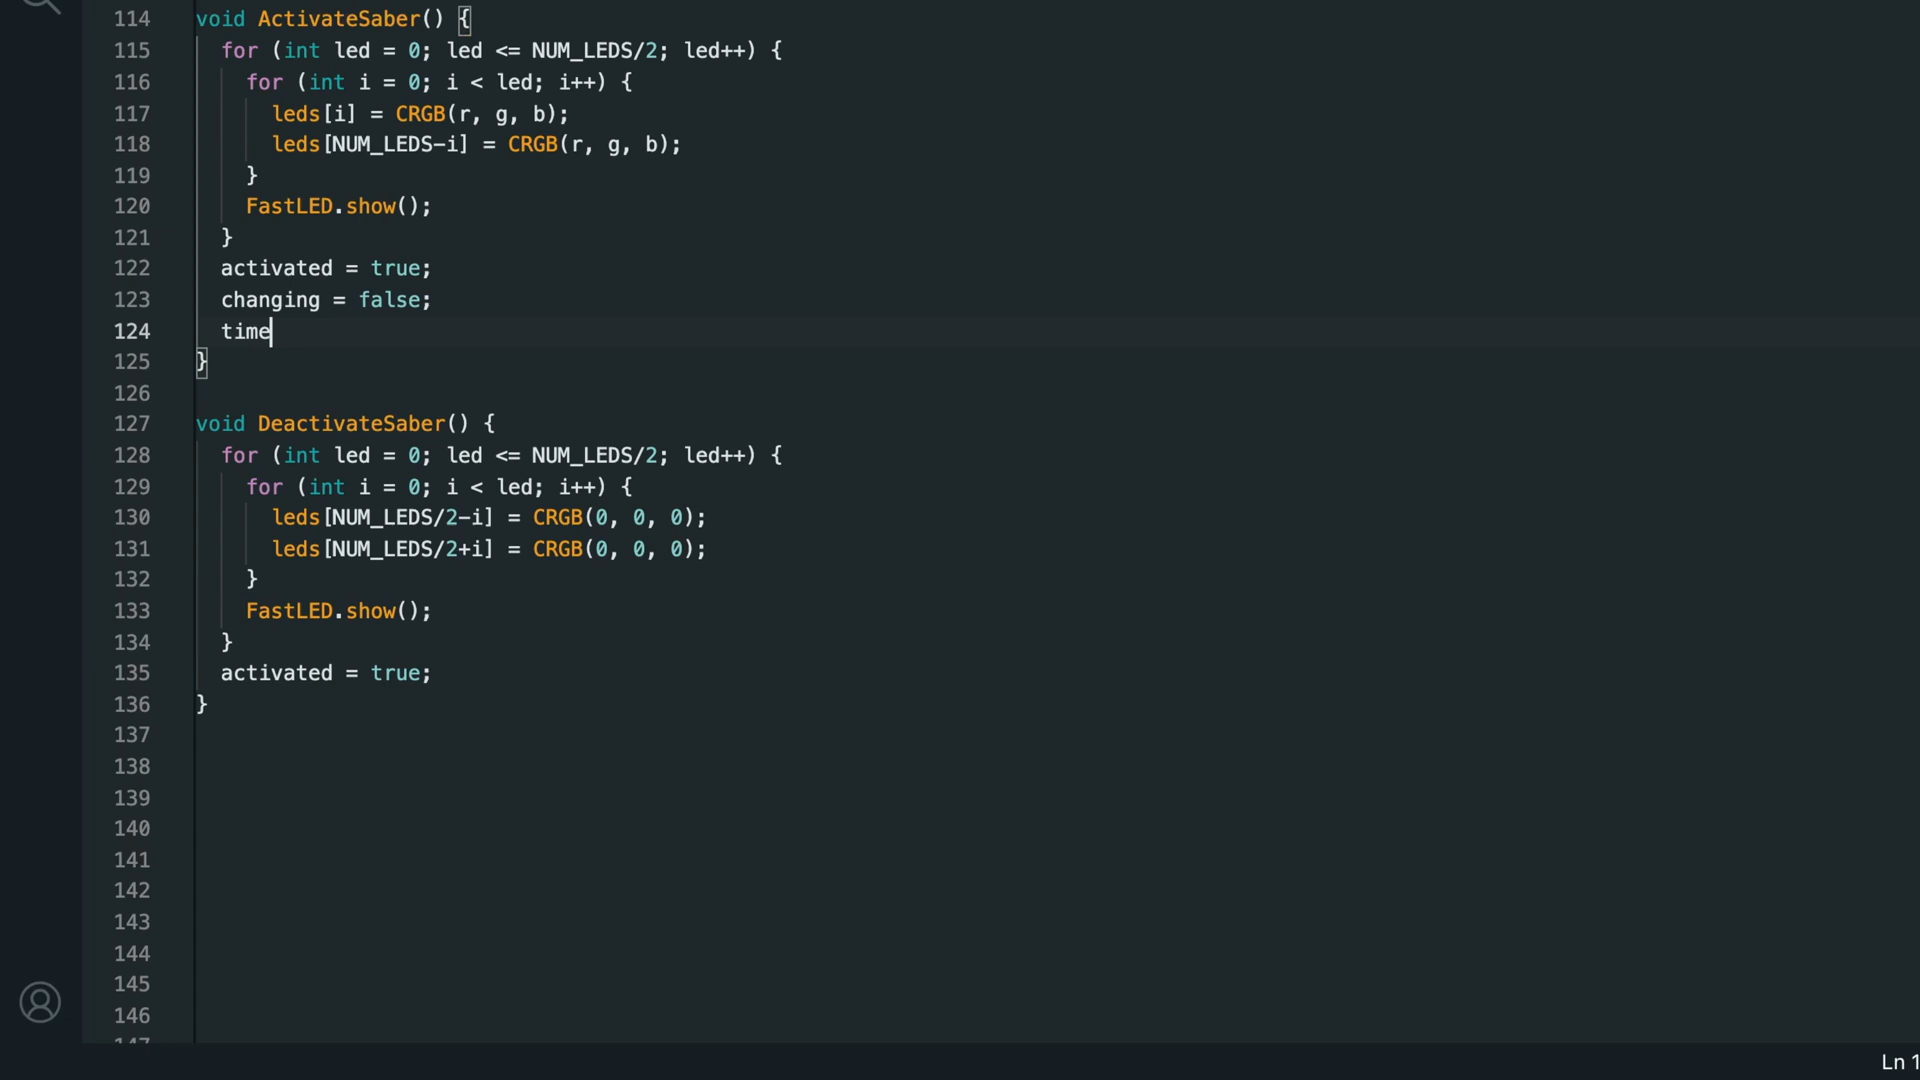 114 void ActivateSaber() {
115 for (int led = 0; led <= NUM_LEDS/2; led++) {
116 for (int i = 0; i < led; i++) {
117 leds[i] = CRGB(r, g, b);
118 leds[NUM_LEDS-i] = CRGB(r, g, b);
119 }
120 FastLED.show();
121 }
122 activated = true;
123 changing = false;
124 time
125 }
126
127 void DeactivateSaber() {
128 for (int led = 0; led <= NUM_LEDS/2; led++) {
129 for (int i = 0; i < led; i++) {
130 leds[NUM_LEDS/2-i] = CRGB(0, 0, 0);
131 leds[NUM_LEDS/2+i] = CRGB(0, 0, 0);
132 }
133 FastLED.show();
134 }
135 activated = true;
136 }
137
138
139
140
141
142
143
144
145
146
Ln 1